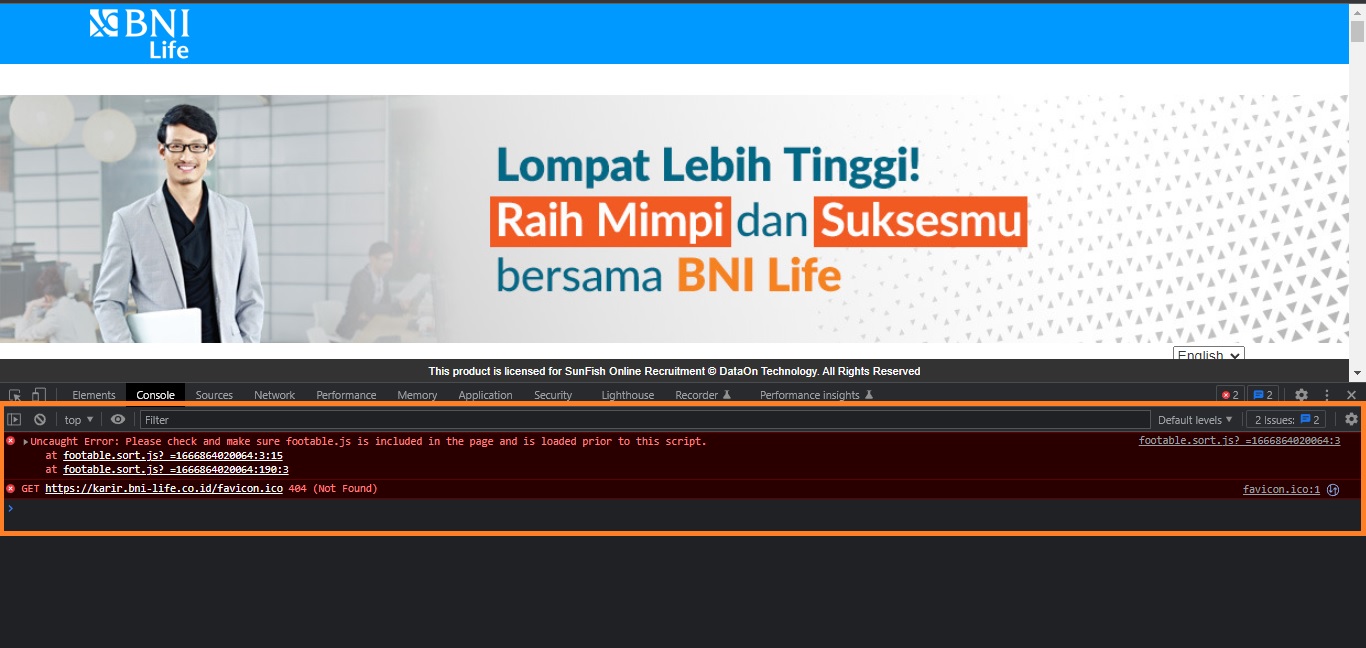 BNI
Life
Lompat Lebih Tinggi!
Raih Mimpi dan Suksesmu
bersama BNI Life
English
This product is licensed for SunFish Online Recruitment © DataOn Technology. All Rights Reserved
Elements Console Sources Network Performance Memory Application Security Lighthouse Recorder Performance insights 2 2
top Filter Default levels 2 Issues: 2
Uncaught Error: Please check and make sure footable.js is included in the page and is loaded prior to this script. footable.sort.js?_=1666864020064:3
at footable.sort.js?_=1666864020064:3:15
at footable.sort.js?_=1666864020064:190:3
GET https://karir.bni-life.co.id/favicon.ico 404 (Not Found) favicon.ico:1